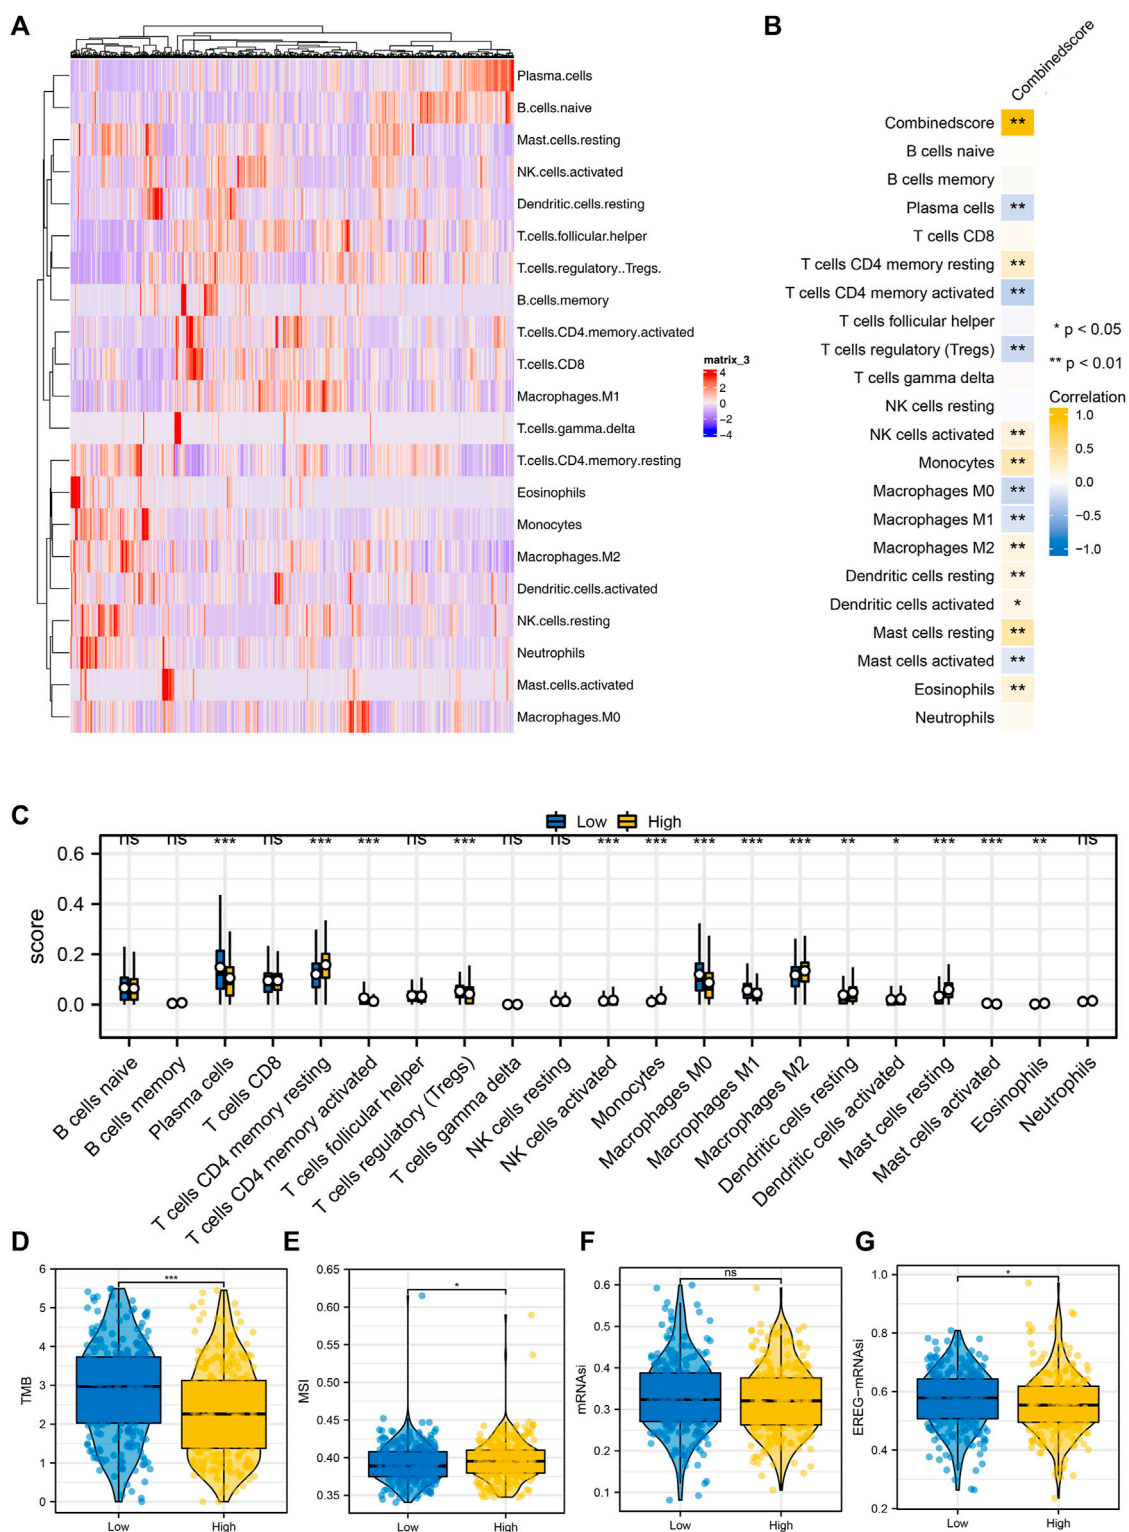 A
Plasma.cells
B.cells.naive
Mast.cells.resting
NK.cells.activated
Dendritic.cells.resting
T.cells.follicular.helper
T.cells.regulatory..Tregs.
B.cells.memory
T.cells.CD4.memory.activated
T.cells.CD8
Macrophages.M1
T.cells.gamma.delta
T.cells.CD4.memory.resting
Eosinophils
Monocytes
Macrophages.M2
Dendritic.cells.activated
NK.cells.resting
Neutrophils
Mast.cells.activated
Macrophages.M0
matrix_3
4
2
0
−2
−4
B
Combinedscore
Combinedscore **
B cells naive
B cells memory
Plasma cells **
T cells CD8
T cells CD4 memory resting **
T cells CD4 memory activated **
T cells follicular helper
T cells regulatory (Tregs) **
T cells gamma delta
NK cells resting
NK cells activated **
Monocytes **
Macrophages M0 **
Macrophages M1 **
Macrophages M2 **
Dendritic cells resting **
Dendritic cells activated *
Mast cells resting **
Mast cells activated **
Eosinophils **
Neutrophils
* p < 0.05
** p < 0.01
Correlation
1.0
0.5
0.0
−0.5
−1.0
C
Low High
ns ns *** ns *** *** ns *** ns ns *** *** *** *** *** ** * *** *** ** ns
score
0.6
0.4
0.2
0.0
B cells naive
B cells memory
Plasma cells
T cells CD8
T cells CD4 memory resting
T cells CD4 memory activated
T cells follicular helper
T cells regulatory (Tregs)
T cells gamma delta
NK cells resting
NK cells activated
Monocytes
Macrophages M0
Macrophages M1
Macrophages M2
Dendritic cells resting
Dendritic cells activated
Mast cells resting
Mast cells activated
Eosinophils
Neutrophils
D
***
TMB
6
5
4
3
2
1
0
Low High
E
*
MSI
0.65
0.60
0.55
0.50
0.45
0.40
0.35
Low High
F
ns
mRNAsi
0.6
0.5
0.4
0.3
0.2
0.1
Low High
G
*
EREG−mRNAsi
1.0
0.8
0.6
0.4
0.2
Low High